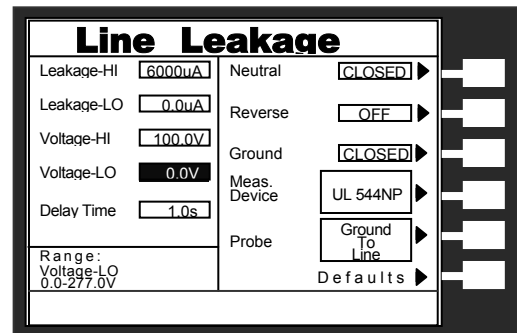 Line Leakage
Leakage-HI 6000uA
Leakage-LO 0.0uA
Voltage-HI 100.0V
Voltage-LO 0.0V
Delay Time 1.0s
Range:
Voltage-LO
0.0-277.0V
Neutral CLOSED
Reverse OFF
Ground CLOSED
Meas.
Device UL 544NP
Probe Ground
To
Line
Defaults